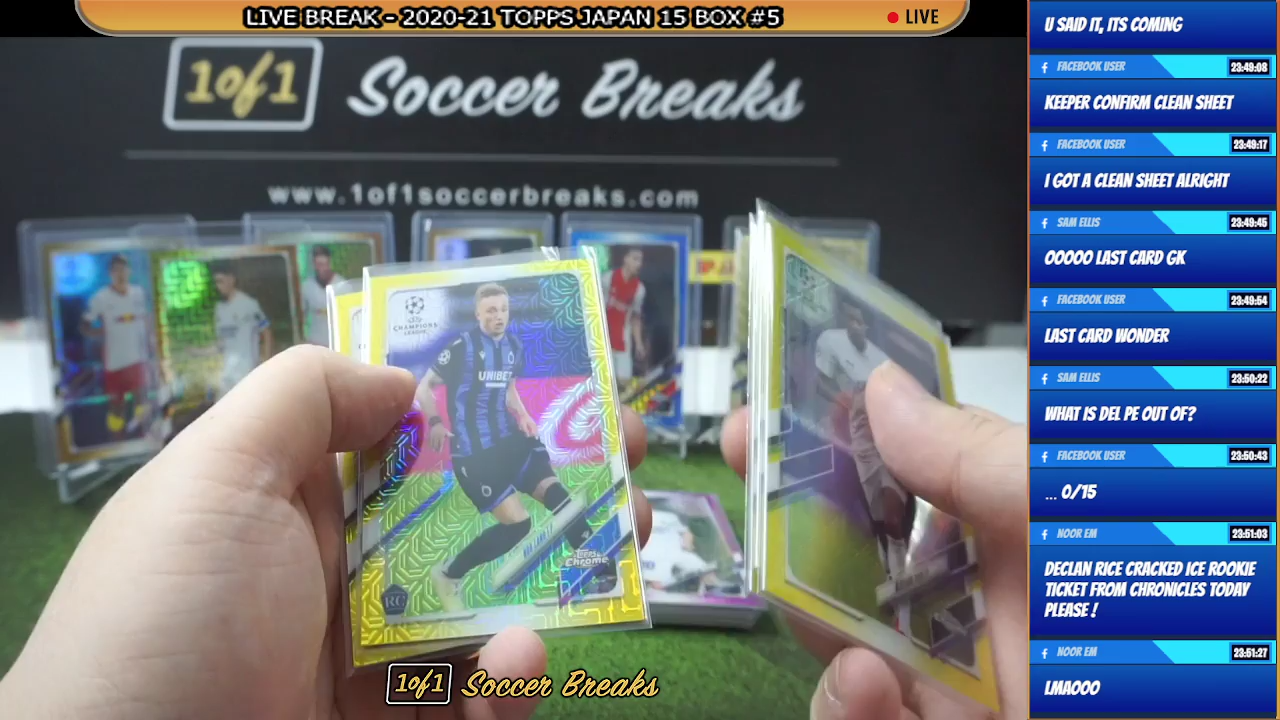 LIVE BREAK - 2020-21 TOPPS JAPAN 15 BOX #5
LIVE
1of1 Soccer Breaks
www.1of1soccerbreaks.com
CHAMPIONS
LEAGUE
UNIBET
Topps
Chrome
RC
1of1 Soccer Breaks
U SAID IT, ITS COMING
FACEBOOK USER 23:49:08
KEEPER CONFIRM CLEAN SHEET
FACEBOOK USER 23:49:17
I GOT A CLEAN SHEET ALRIGHT
SAM ELLIS 23:49:45
OOOOO LAST CARD GK
FACEBOOK USER 23:49:54
LAST CARD WONDER
SAM ELLIS 23:50:22
WHAT IS DEL PE OUT OF?
FACEBOOK USER 23:50:43
... 0/15
NOOR EM 23:51:03
DECLAN RICE CRACKED ICE ROOKIE
TICKET FROM CHRONICLES TODAY
PLEASE !
NOOR EM 23:51:27
LMAOOO